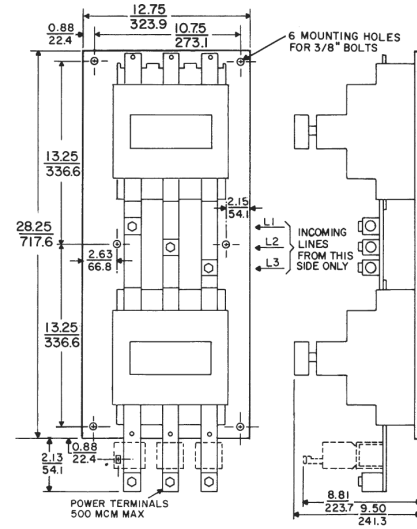 12.75
323.9
0.88
22.4
10.75
273.1
6 MOUNTING HOLES
FOR 3/8" BOLTS
13.25
336.6
2.15
54.1
28.25
717.6
L1
L2
L3
INCOMING
LINES
FROM THIS
SIDE ONLY
2.63
66.8
13.25
336.6
0.88
22.4
2.13
54.1
POWER TERMINALS
500 MCM MAX
8.81
223.7
9.50
241.3